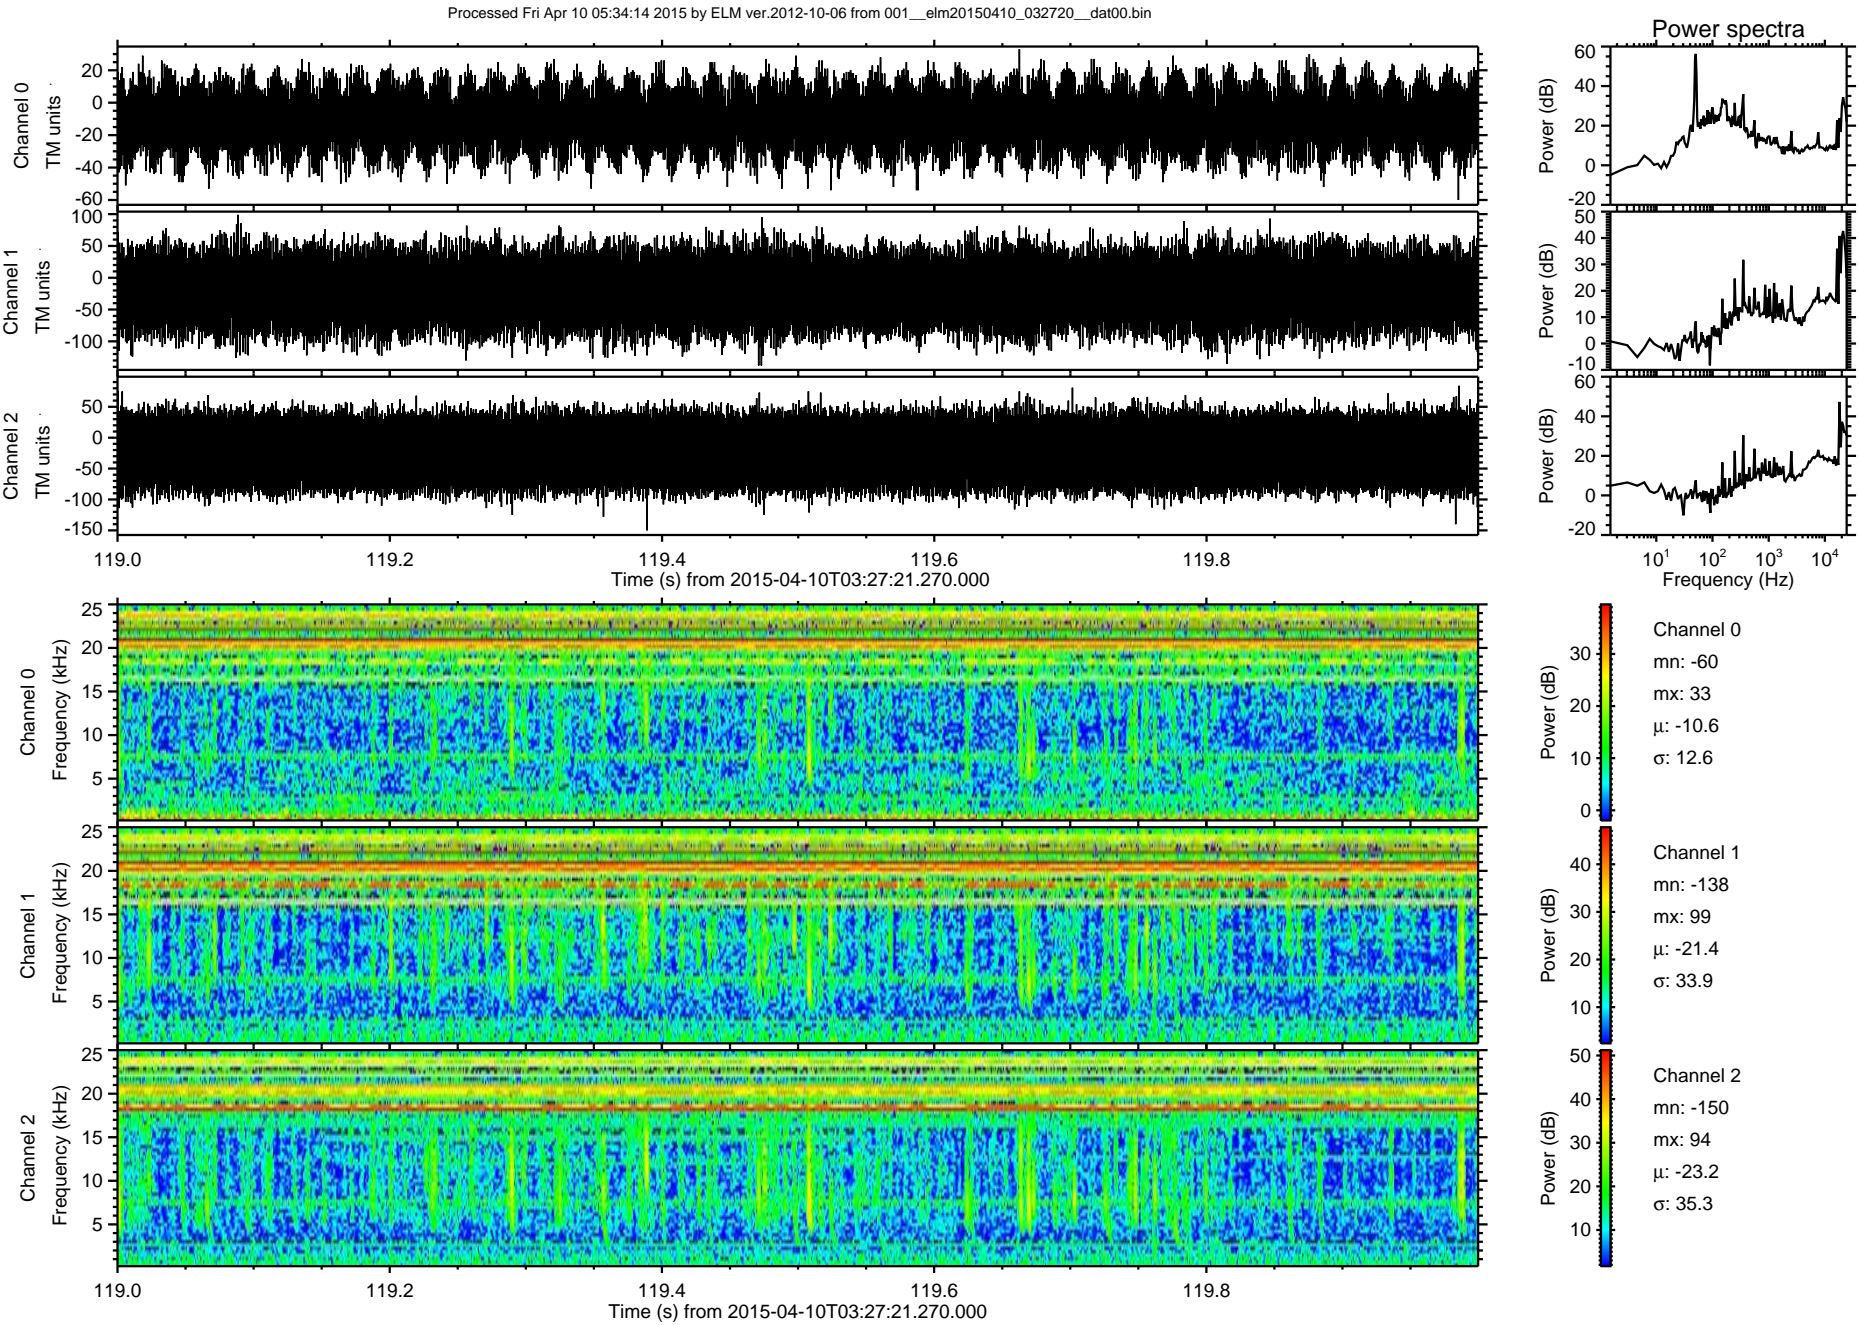 Processed Fri Apr 10 05:34:14 2015 by ELM ver.2012-10-06 from 001__elm20150410_032720__dat00.bin
Power spectra
Channel 0
TM units
20
0
-20
-40
-60
Power (dB)
60
40
20
0
-20
Channel 1
TM units
100
50
0
-50
-100
Power (dB)
50
40
30
20
10
0
-10
Channel 2
TM units
50
0
-50
-100
-150
Power (dB)
60
40
20
0
-20
119.0 119.2 119.4 119.6 119.8
Time (s) from 2015-04-10T03:27:21.270.000
10^1 10^2 10^3 10^4
Frequency (Hz)
Channel 0
Frequency (kHz)
25
20
15
10
5
Power (dB)
30
20
10
0
Channel 0
mn: -60
mx: 33
μ: -10.6
σ: 12.6
Channel 1
Frequency (kHz)
25
20
15
10
5
Power (dB)
40
30
20
10
Channel 1
mn: -138
mx: 99
μ: -21.4
σ: 33.9
Channel 2
Frequency (kHz)
25
20
15
10
5
Power (dB)
50
40
30
20
10
Channel 2
mn: -150
mx: 94
μ: -23.2
σ: 35.3
119.0 119.2 119.4 119.6 119.8
Time (s) from 2015-04-10T03:27:21.270.000